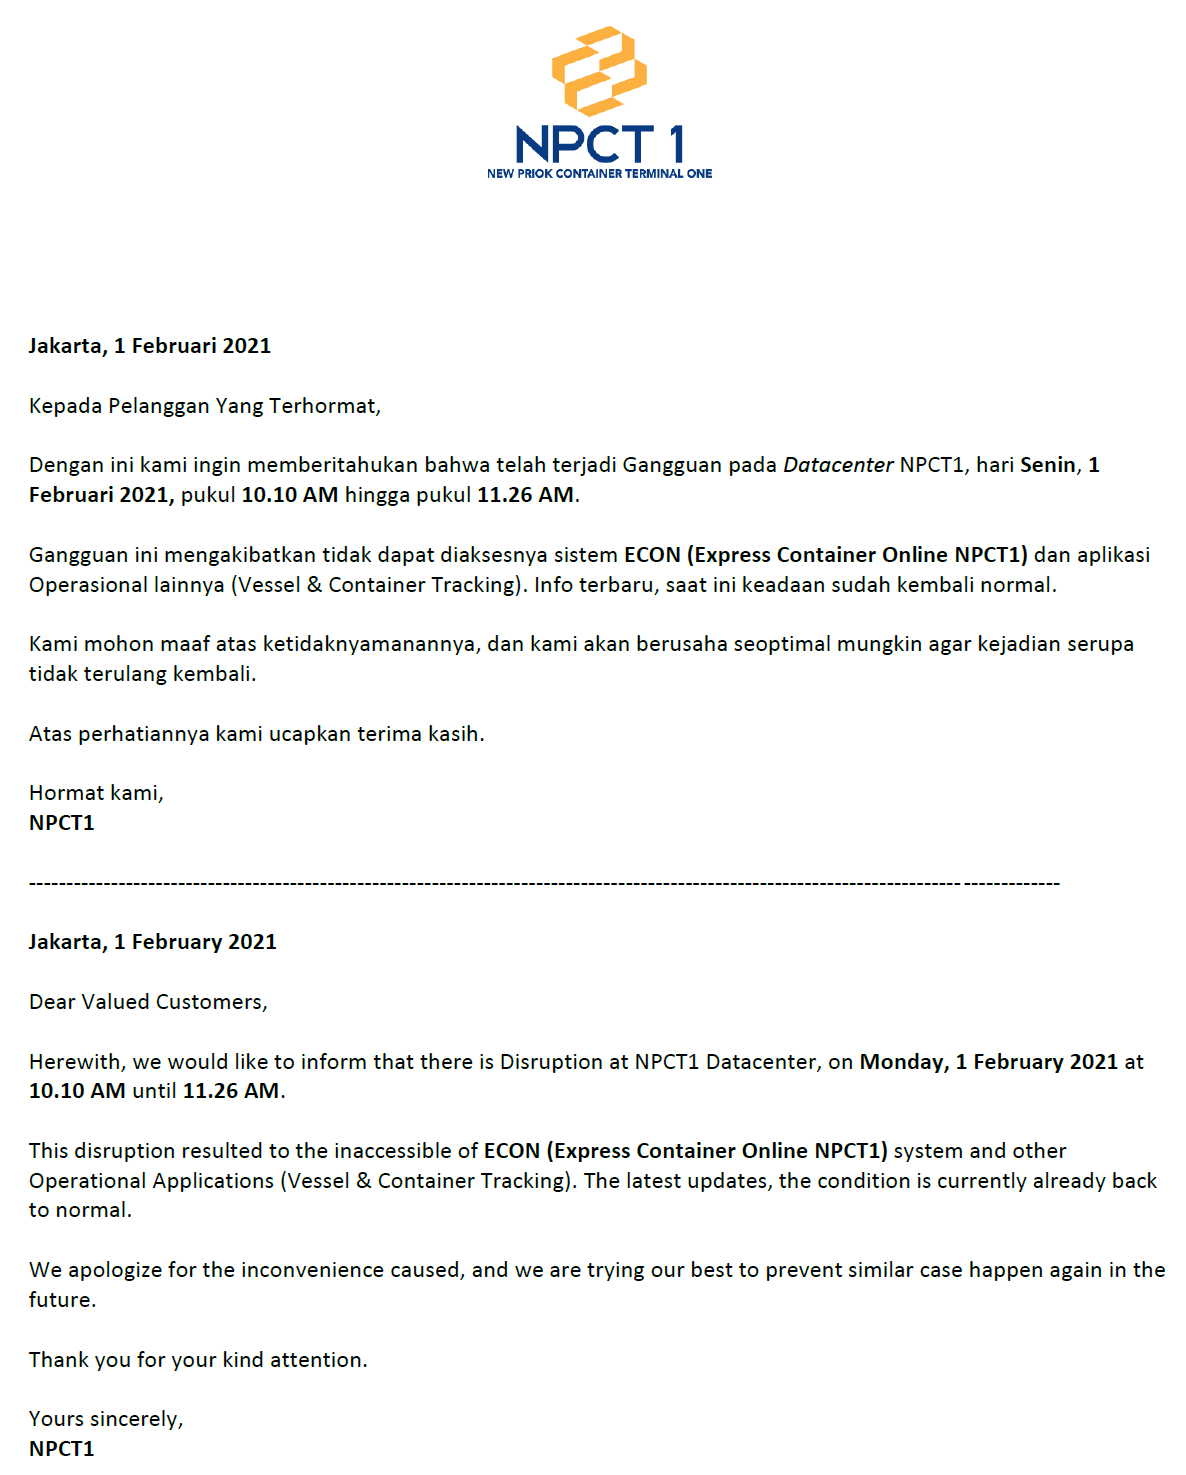 NPCT 1
NEW PRIOK CONTAINER TERMINAL ONE
Jakarta, 1 Februari 2021
Kepada Pelanggan Yang Terhormat,
Dengan ini kami ingin memberitahukan bahwa telah terjadi Gangguan pada Datacenter NPCT1, hari Senin, 1
Februari 2021, pukul 10.10 AM hingga pukul 11.26 AM.
Gangguan ini mengakibatkan tidak dapat diaksesnya sistem ECON (Express Container Online NPCT1) dan aplikasi
Operasional lainnya (Vessel & Container Tracking). Info terbaru, saat ini keadaan sudah kembali normal.
Kami mohon maaf atas ketidaknyamanannya, dan kami akan berusaha seoptimal mungkin agar kejadian serupa
tidak terulang kembali.
Atas perhatiannya kami ucapkan terima kasih.
Hormat kami,
NPCT1
--------------------------------------------------------------------------------------------------------------------------------------------
Jakarta, 1 February 2021
Dear Valued Customers,
Herewith, we would like to inform that there is Disruption at NPCT1 Datacenter, on Monday, 1 February 2021 at
10.10 AM until 11.26 AM.
This disruption resulted to the inaccessible of ECON (Express Container Online NPCT1) system and other
Operational Applications (Vessel & Container Tracking). The latest updates, the condition is currently already back
to normal.
We apologize for the inconvenience caused, and we are trying our best to prevent similar case happen again in the
future.
Thank you for your kind attention.
Yours sincerely,
NPCT1